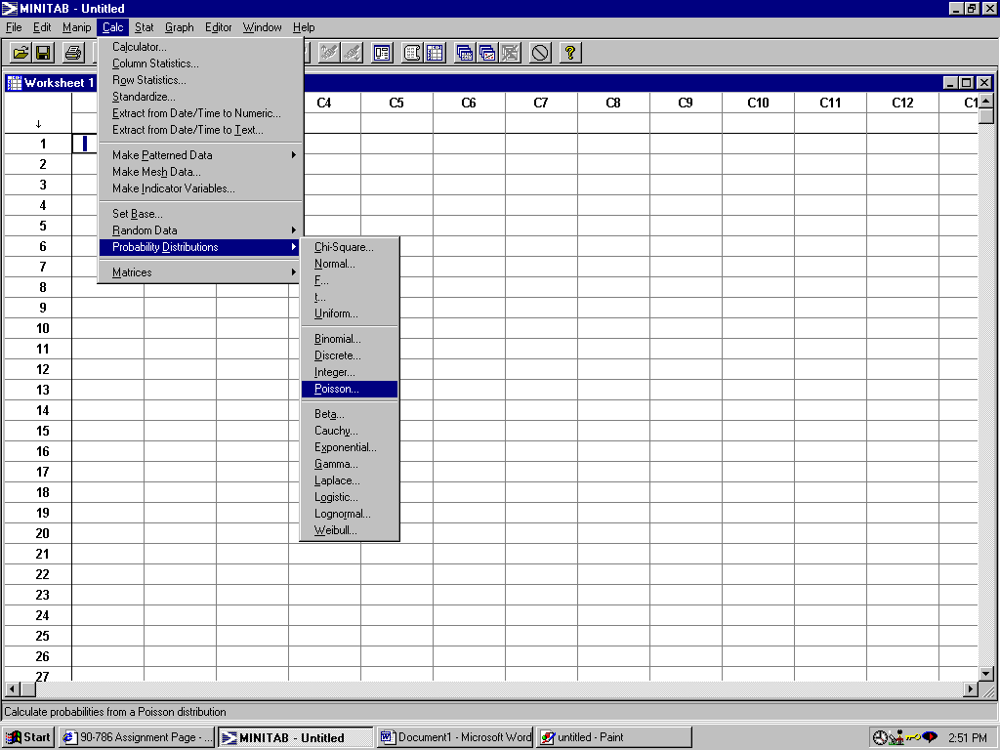 MINITAB - Untitled
File Edit Manip Calc Stat Graph Editor Window Help
Worksheet 1
Calculator...
Column Statistics...
Row Statistics...
Standardize...
Extract from Date/Time to Numeric...
Extract from Date/Time to Text...
Make Patterned Data
Make Mesh Data...
Make Indicator Variables...
Set Base...
Random Data
Probability Distributions
Matrices
Chi-Square...
Normal...
F...
t...
Uniform...
Binomial...
Discrete...
Integer...
Poisson...
Beta...
Cauchy...
Exponential...
Gamma...
Laplace...
Logistic...
Lognormal...
Weibull...
C4 C5 C6 C7 C8 C9 C10 C11 C12 C1
↓
1
2
3
4
5
6
7
8
9
10
11
12
13
14
15
16
17
18
19
20
21
22
23
24
25
26
27
Calculate probabilities from a Poisson distribution
Start 90-786 Assignment Page - ... MINITAB - Untitled Document1 - Microsoft Word untitled - Paint 2:51 PM